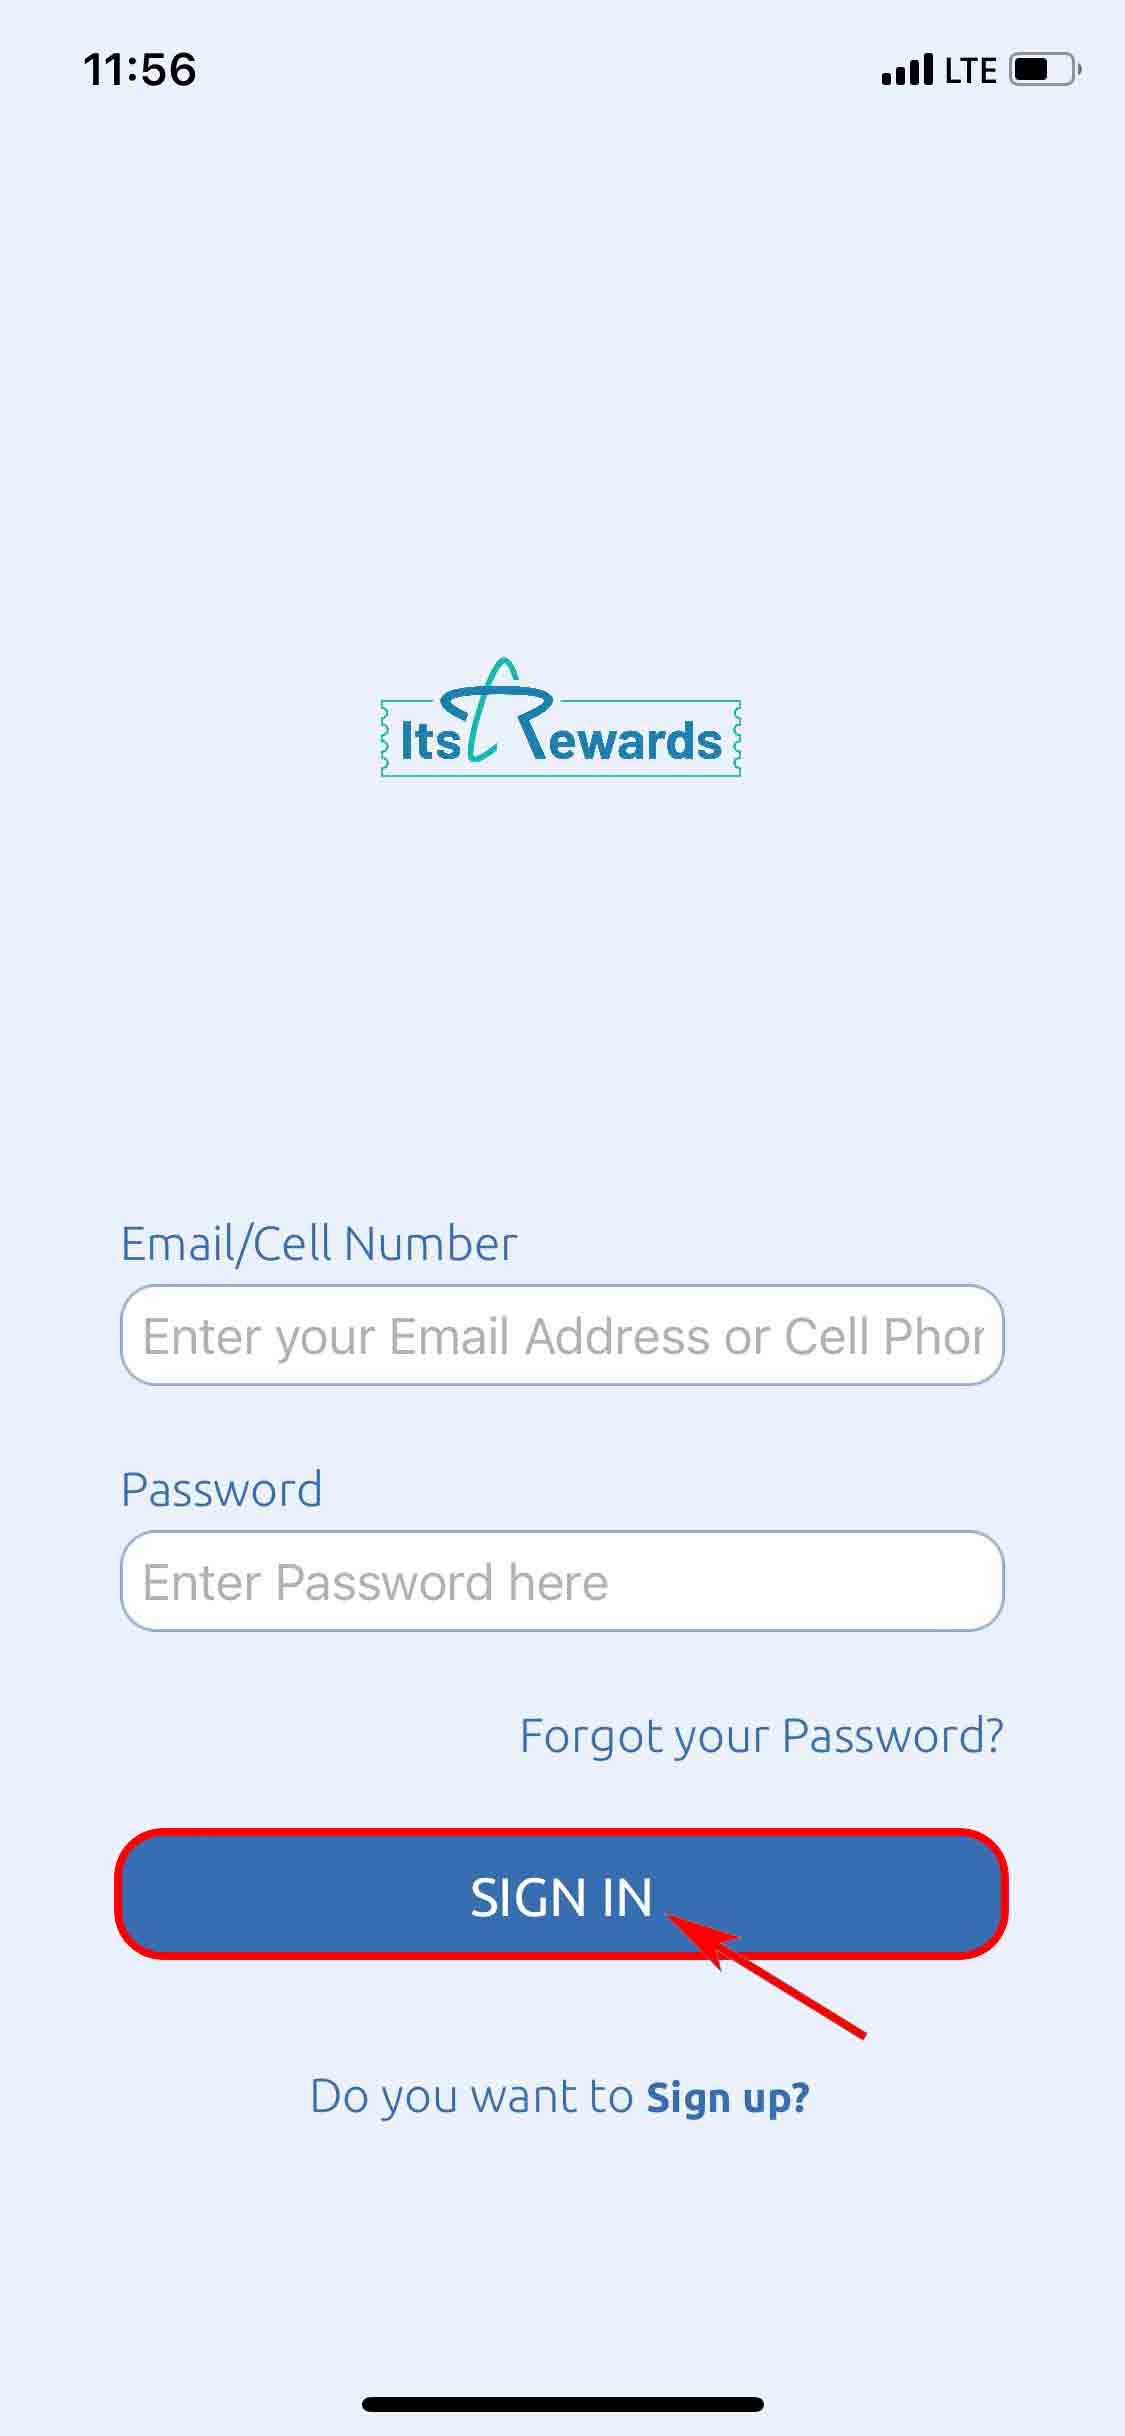 11:56 LTE
Its Rewards
Email/Cell Number
Enter your Email Address or Cell Phon
Password
Enter Password here
Forgot your Password?
SIGN IN
Do you want to Sign up?